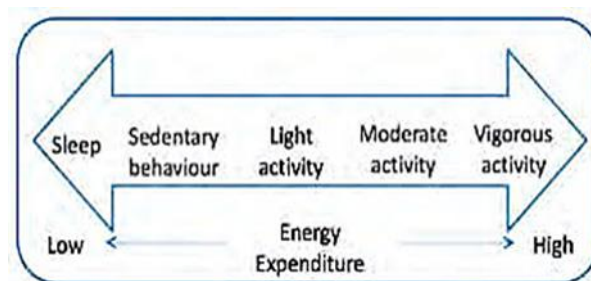 Sleep
Sedentary
behaviour
Light
activity
Moderate
activity
Vigorous
activity
Low
Energy
Expenditure
High